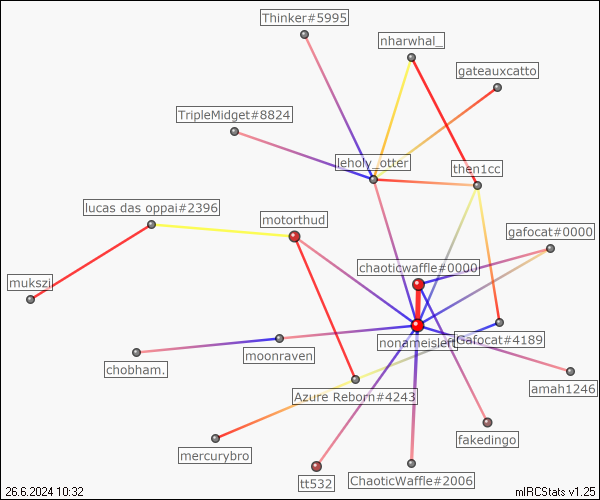 Thinker#5995
nharwhal_
gateauxcatto
TripleMidget#8824
leholy_otter
then1cc
lucas das oppai#2396
motorthud
gafocat#0000
chaoticwaffle#0000
mukszi
nonameisleft
Gafocat#4189
moonraven
chobham.
amah1246
Azure Reborn#4243
fakedingo
mercurybro
tt532
ChaoticWaffle#2006
26.6.2024 10:32
mIRCStats v1.25